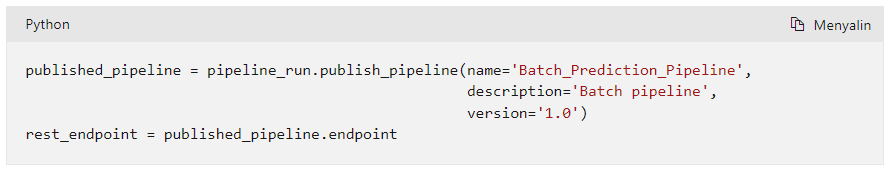 Python
Menyalin
published_pipeline = pipeline_run.publish_pipeline(name='Batch_Prediction_Pipeline',
                                                   description='Batch pipeline',
                                                   version='1.0')
rest_endpoint = published_pipeline.endpoint